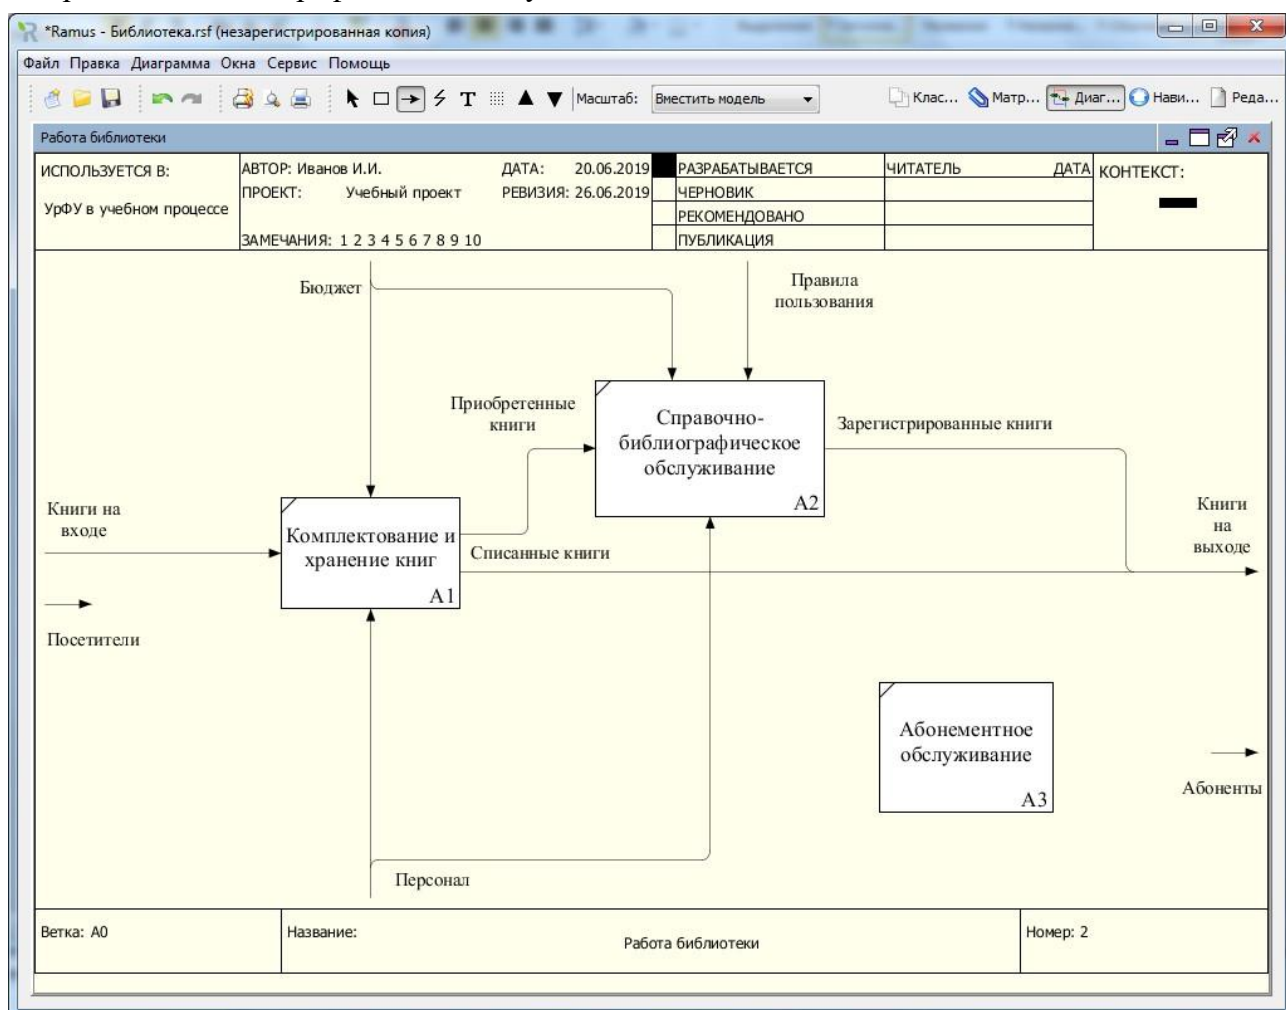 *Ramus - Библиотека.rsf (незарегистрированная копия)
Файл Правка Диаграмма Окна Сервис Помощь
T Масштаб: Вместить модель Клас... Матр... Диаг... Нави... Реда...
Работа библиотеки
ИСПОЛЬЗУЕТСЯ В:
УрФУ в учебном процессе
АВТОР: Иванов И.И. ДАТА: 20.06.2019
ПРОЕКТ: Учебный проект РЕВИЗИЯ: 26.06.2019
ЗАМЕЧАНИЯ: 1 2 3 4 5 6 7 8 9 10
РАЗРАБАТЫВАЕТСЯ
ЧЕРНОВИК
РЕКОМЕНДОВАНО
ПУБЛИКАЦИЯ
ЧИТАТЕЛЬ ДАТА
КОНТЕКСТ:
Бюджет
Правила
пользования
Приобретенные
книги
Справочно-
библиографическое
обслуживание
A2
Зарегистрированные книги
Книги на
входе
Комплектование и
хранение книг
A1
Списанные книги
Книги
на
выходе
Посетители
Абонементное
обслуживание
A3
Абоненты
Персонал
Ветка: A0
Название:
Работа библиотеки
Номер: 2